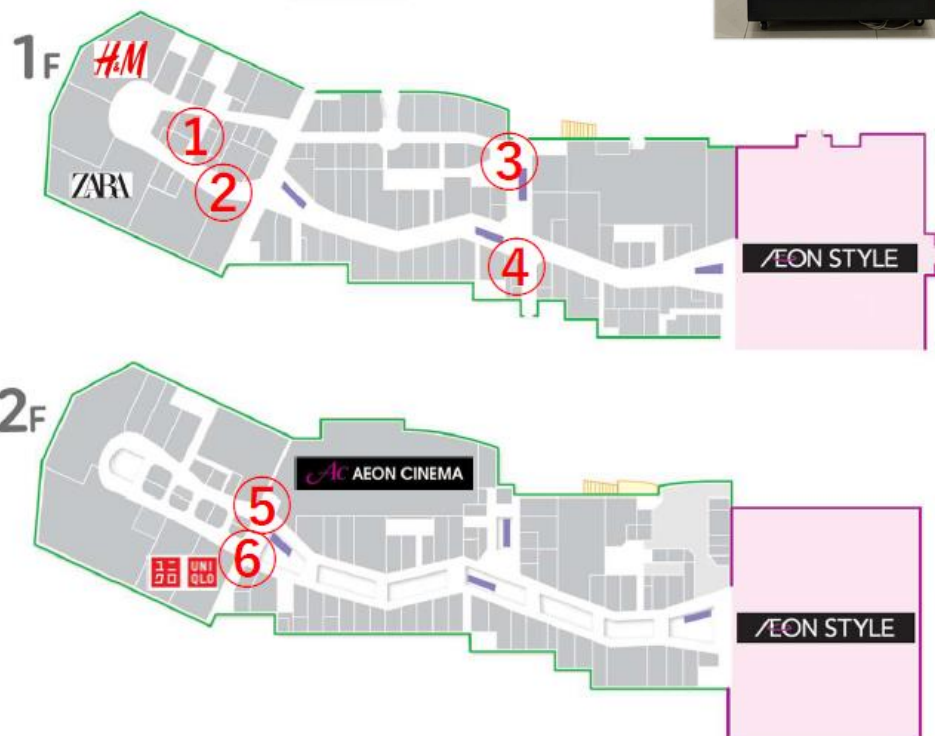 1F
H&M
①
ZARA
②
③
④
ÆON STYLE
2F
Ac AEON CINEMA
⑤
⑥
ユニ
クロ
UNI
QLO
ÆON STYLE